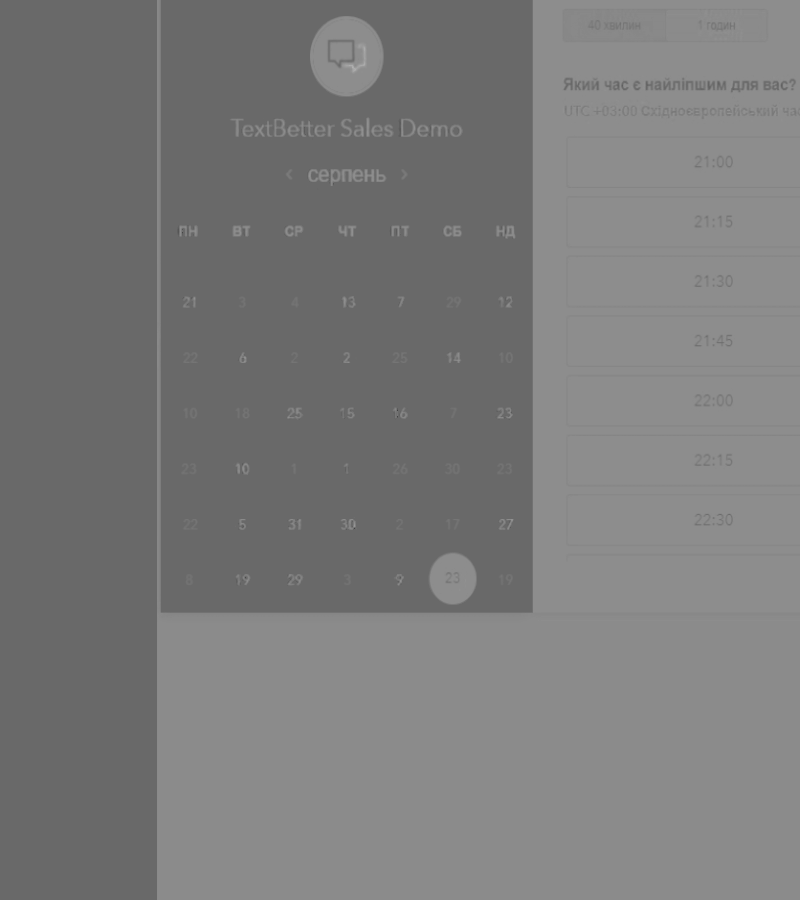 TextBetter Sales Demo
серпень
ПН ВТ СР ЧТ ПТ СБ НД
21 3 4 13 7 29 12
22 6 2 2 25 14 10
10 18 25 15 16 7 23
23 10 1 1 26 30 23
22 5 31 30 2 17 27
8 19 29 3 9 23 19
40 хвилин 1 годин
Який час є найліпшим для вас?
UTC +03:00 Східноєвропейський час
21:00
21:15
21:30
21:45
22:00
22:15
22:30